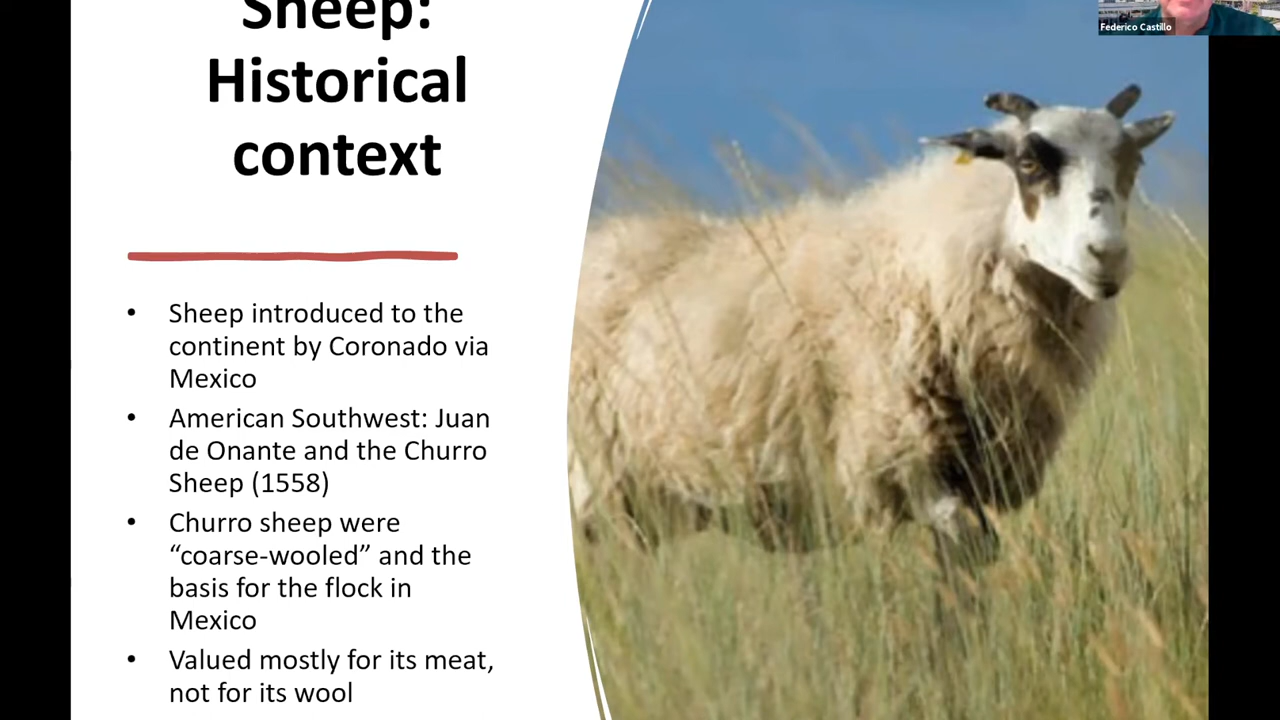 Sheep:
Historical
context
Federico Castillo
• Sheep introduced to the
continent by Coronado via
Mexico
• American Southwest: Juan
de Onante and the Churro
Sheep (1558)
• Churro sheep were
“coarse-wooled” and the
basis for the flock in
Mexico
• Valued mostly for its meat,
not for its wool